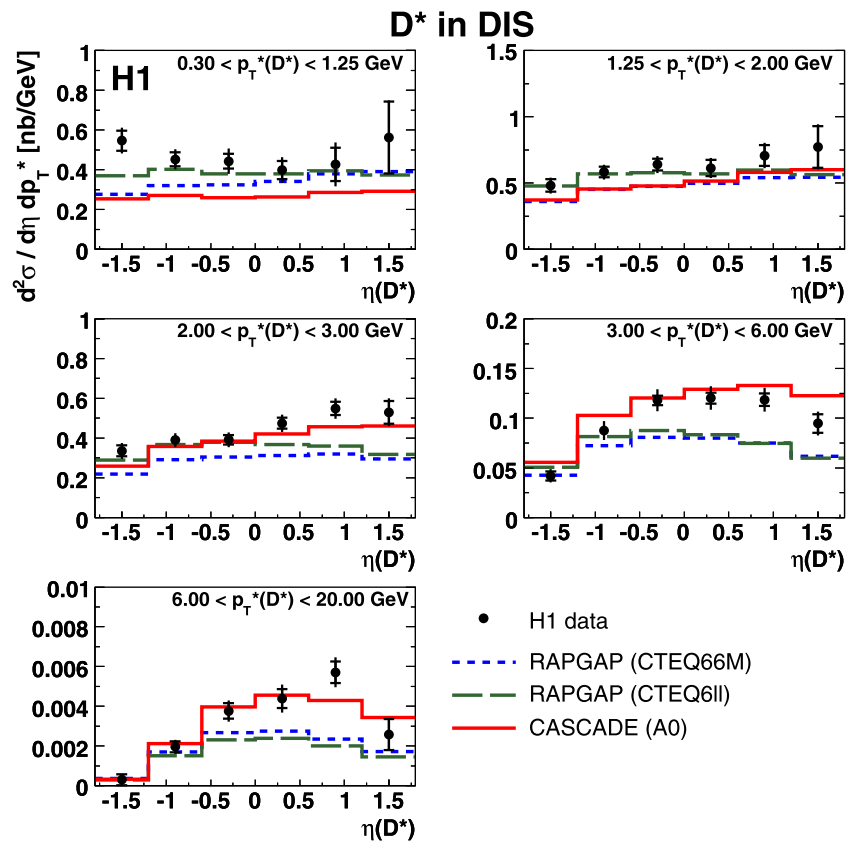 D* in DIS
d²σ / dη dp_T* [nb/GeV]
H1
0.30 < p_T*(D*) < 1.25 GeV
1
0.8
0.6
0.4
0.2
0
-1.5 -1 -0.5 0 0.5 1 1.5
η(D*)
1.25 < p_T*(D*) < 2.00 GeV
1.5
1
0.5
0
-1.5 -1 -0.5 0 0.5 1 1.5
η(D*)
2.00 < p_T*(D*) < 3.00 GeV
1
0.8
0.6
0.4
0.2
0
-1.5 -1 -0.5 0 0.5 1 1.5
η(D*)
3.00 < p_T*(D*) < 6.00 GeV
0.2
0.15
0.1
0.05
0
-1.5 -1 -0.5 0 0.5 1 1.5
η(D*)
6.00 < p_T*(D*) < 20.00 GeV
0.01
0.008
0.006
0.004
0.002
0
-1.5 -1 -0.5 0 0.5 1 1.5
η(D*)
H1 data
RAPGAP (CTEQ66M)
RAPGAP (CTEQ6ll)
CASCADE (A0)